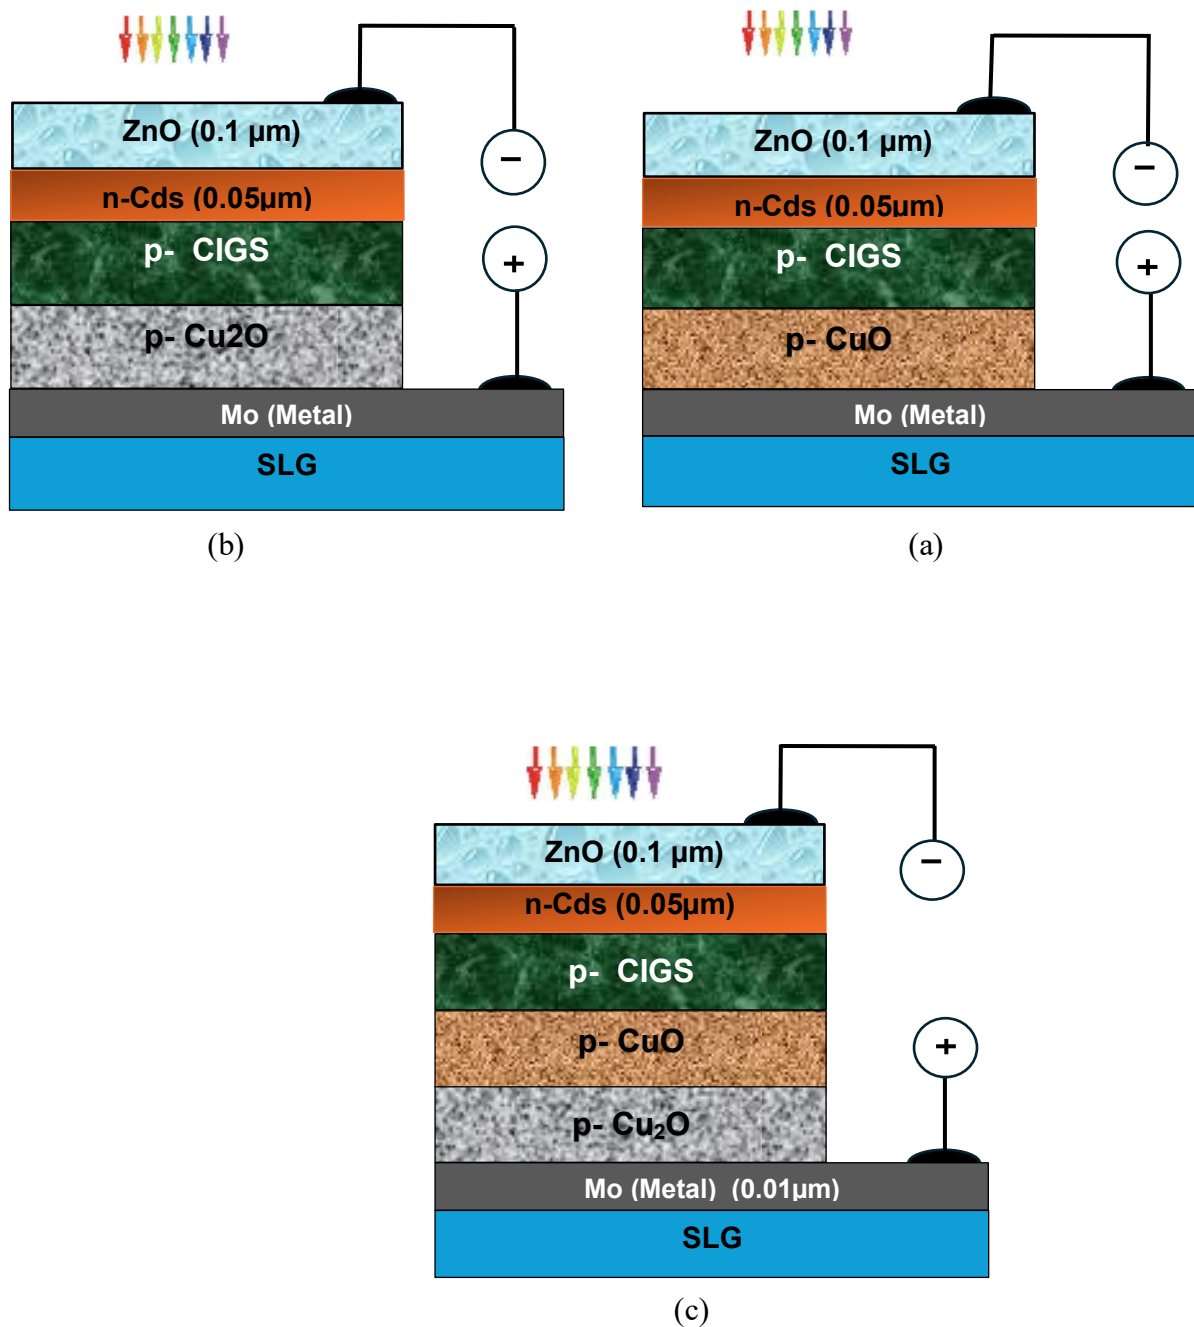 ZnO (0.1 µm)
−
n-Cds (0.05µm)
p- CIGS
+
p- Cu2O
Mo (Metal)
SLG
(b)
ZnO (0.1 µm)
−
n-Cds (0.05µm)
p- CIGS
+
p- CuO
Mo (Metal)
SLG
(a)
ZnO (0.1 µm)
−
n-Cds (0.05µm)
p- CIGS
p- CuO
+
p- Cu₂O
Mo (Metal) (0.01µm)
SLG
(c)